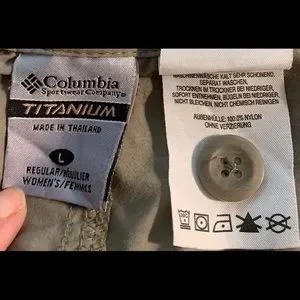 Columbia
Sportswear Company
TITANIUM
MADE IN THAILAND
L
REGULAR/RÉGULIER
WOMEN'S/FEMMES
MASCHINENWÄSCHE KALT SEHR SCHONEND,
SEPARAT WASCHEN,
TROCKNEN IM TROCKNER BEI NIEDRIGER,
SOFORT ENTNEHMEN, BÜGELN BEI NIEDRIGER,
NICHT BLEICHEN, NICHT CHEMISCH REINIGEN
AUßENHÜLLE: 100.0% NYLON
OHNE VERZIERUNG